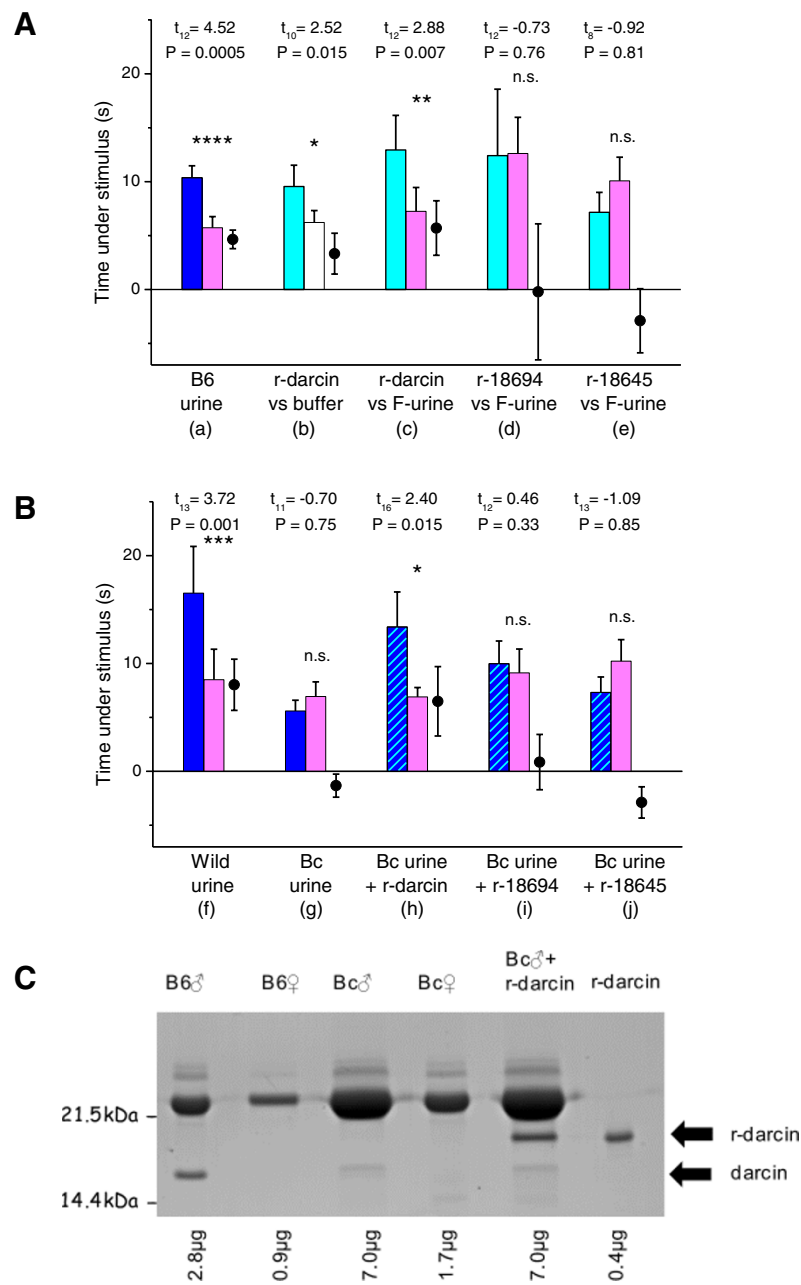 A
t12= 4.52 t10= 2.52 t12= 2.88 t12= -0.73 t8= -0.92
P = 0.0005 P = 0.015 P = 0.007 P = 0.76 P = 0.81
20
n.s.
**
**** * n.s.
10
0
Time under stimulus (s)
B6 r-darcin r-darcin r-18694 r-18645
urine vs buffer vs F-urine vs F-urine vs F-urine
(a) (b) (c) (d) (e)
B
t13= 3.72 t11= -0.70 t16= 2.40 t12= 0.46 t13= -1.09
P = 0.001 P = 0.75 P = 0.015 P = 0.33 P = 0.85
***
20
*
n.s. n.s.
n.s.
10
0
Time under stimulus (s)
Wild Bc Bc urine Bc urine Bc urine
urine urine + r-darcin + r-18694 + r-18645
(f) (g) (h) (i) (j)
C
B6♂ B6♀ Bc♂ Bc♀ Bc♂+ r-darcin
r-darcin
21.5kDa
r-darcin
darcin
14.4kDa
2.8µg 0.9µg 7.0µg 1.7µg 7.0µg 0.4µg